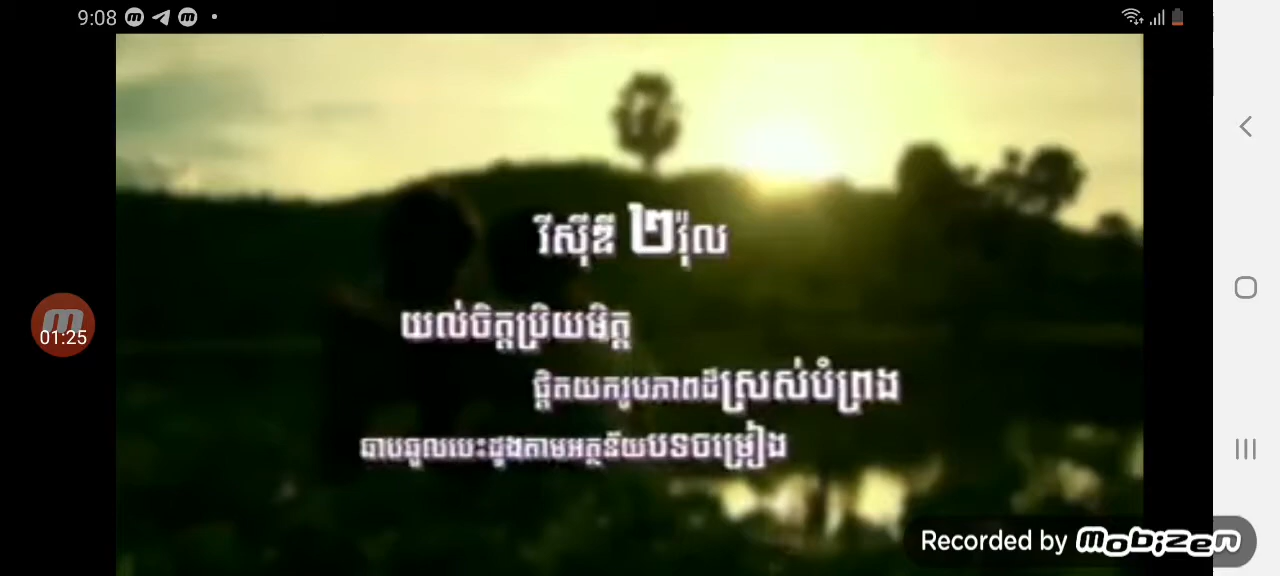 9:08
វីស៊ីឌី ២រ៉ុល
យល់ចិត្តប្រិយមិត្ត
ផ្តិតយករូបភាពដ៏ស្រស់បំព្រង
01:25
ឆាបឆួលបេះដូងតាមអត្ថន័យបទចម្រៀង
Recorded by mobizen